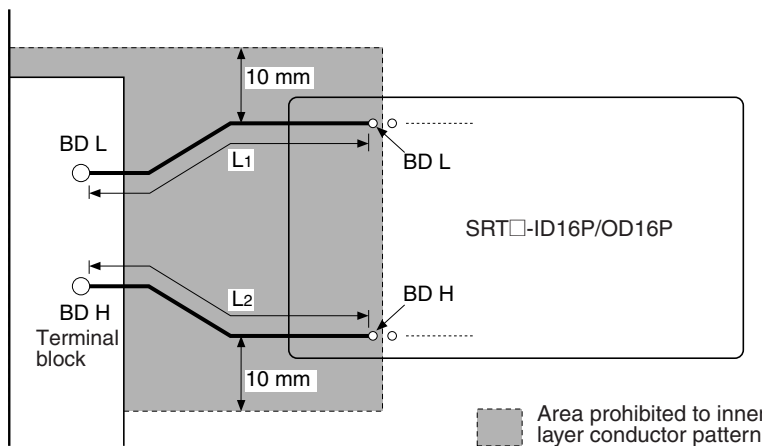 10 mm
BD L
L1
BD L
SRT□-ID16P/OD16P
L2
BD H
BD H
Terminal
block
10 mm
Area prohibited to inner
layer conductor pattern